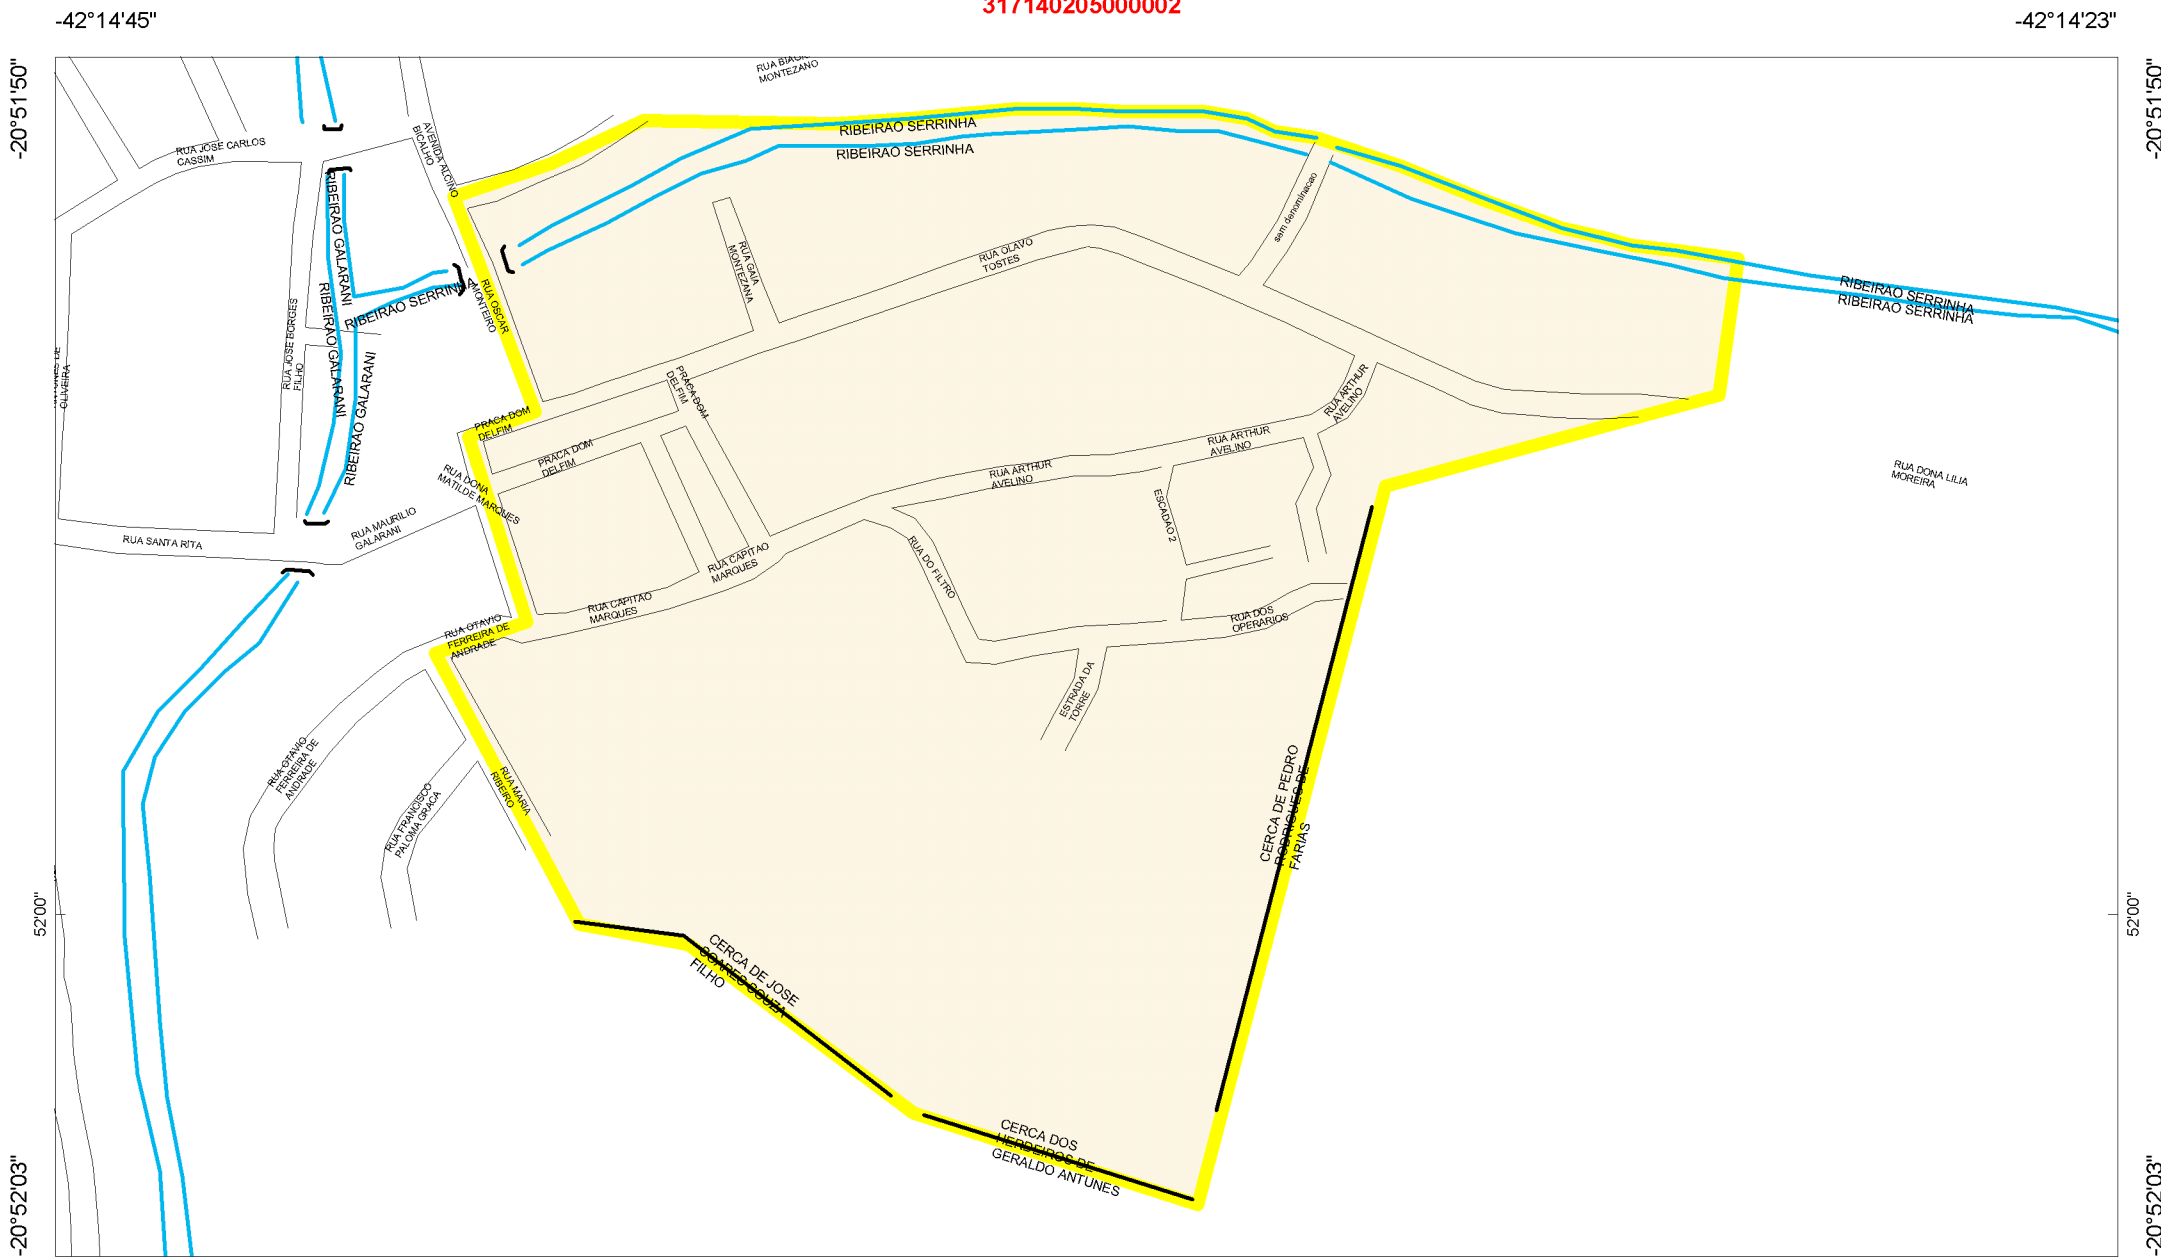 317140205000002
-42°14'45"
-42°14'23"
-20°51'50"
-20°51'50"
MONTEZANO
RUA JOSE CARLOS
CASSIM
AVENIDA ALCINO
BICALHO
RIBEIRAO SERRINHA
RIBEIRAO SERRINHA
RIBEIRAO GALARANI
sem denominacao
RUA GAIA
MONTEZANA
RUA OLAVO
TOSTES
RIBEIRAO SERRINHA
RIBEIRAO SERRINHA
RIBEIRAO SERRINHA
RUA OSCAR
MONTEIRO
RIBEIRAO GALARANI
RUA JOSE BORGES
FILHO
OLIVEIRA
RIBEIRAO GALARANI
PRACA DOM
DELFIM
RUA ARTHUR
AVELINO
PRACA DOM
DELFIM
PRACA DOM
DELFIM
RUA ARTHUR
AVELINO
RUA ARTHUR
AVELINO
RUA DONA
MATILDE MARQUES
RUA DONA LILIA
MOREIRA
ESCADAO 2
RUA MAURILIO
GALARANI
RUA SANTA RITA
RUA CAPITAO
MARQUES
RUA DO FILTRO
RUA CAPITAO
MARQUES
RUA DOS
OPERARIOS
RUA OTAVIO
FERREIRA DE
ANDRADE
ESTRADA DA
TORRE
RUA OTAVIO
FERREIRA DE
ANDRADE
RUA MARIA
RIBEIRO
RUA FRANCISCO
PALOMA GRACA
CERCA DE PEDRO
RODRIGUES DE
FARIAS
52'00"
52'00"
CERCA DE JOSE
SOARES SOUZA
FILHO
CERCA DOS
HERDEIROS DE
GERALDO ANTUNES
-20°52'03"
-20°52'03"